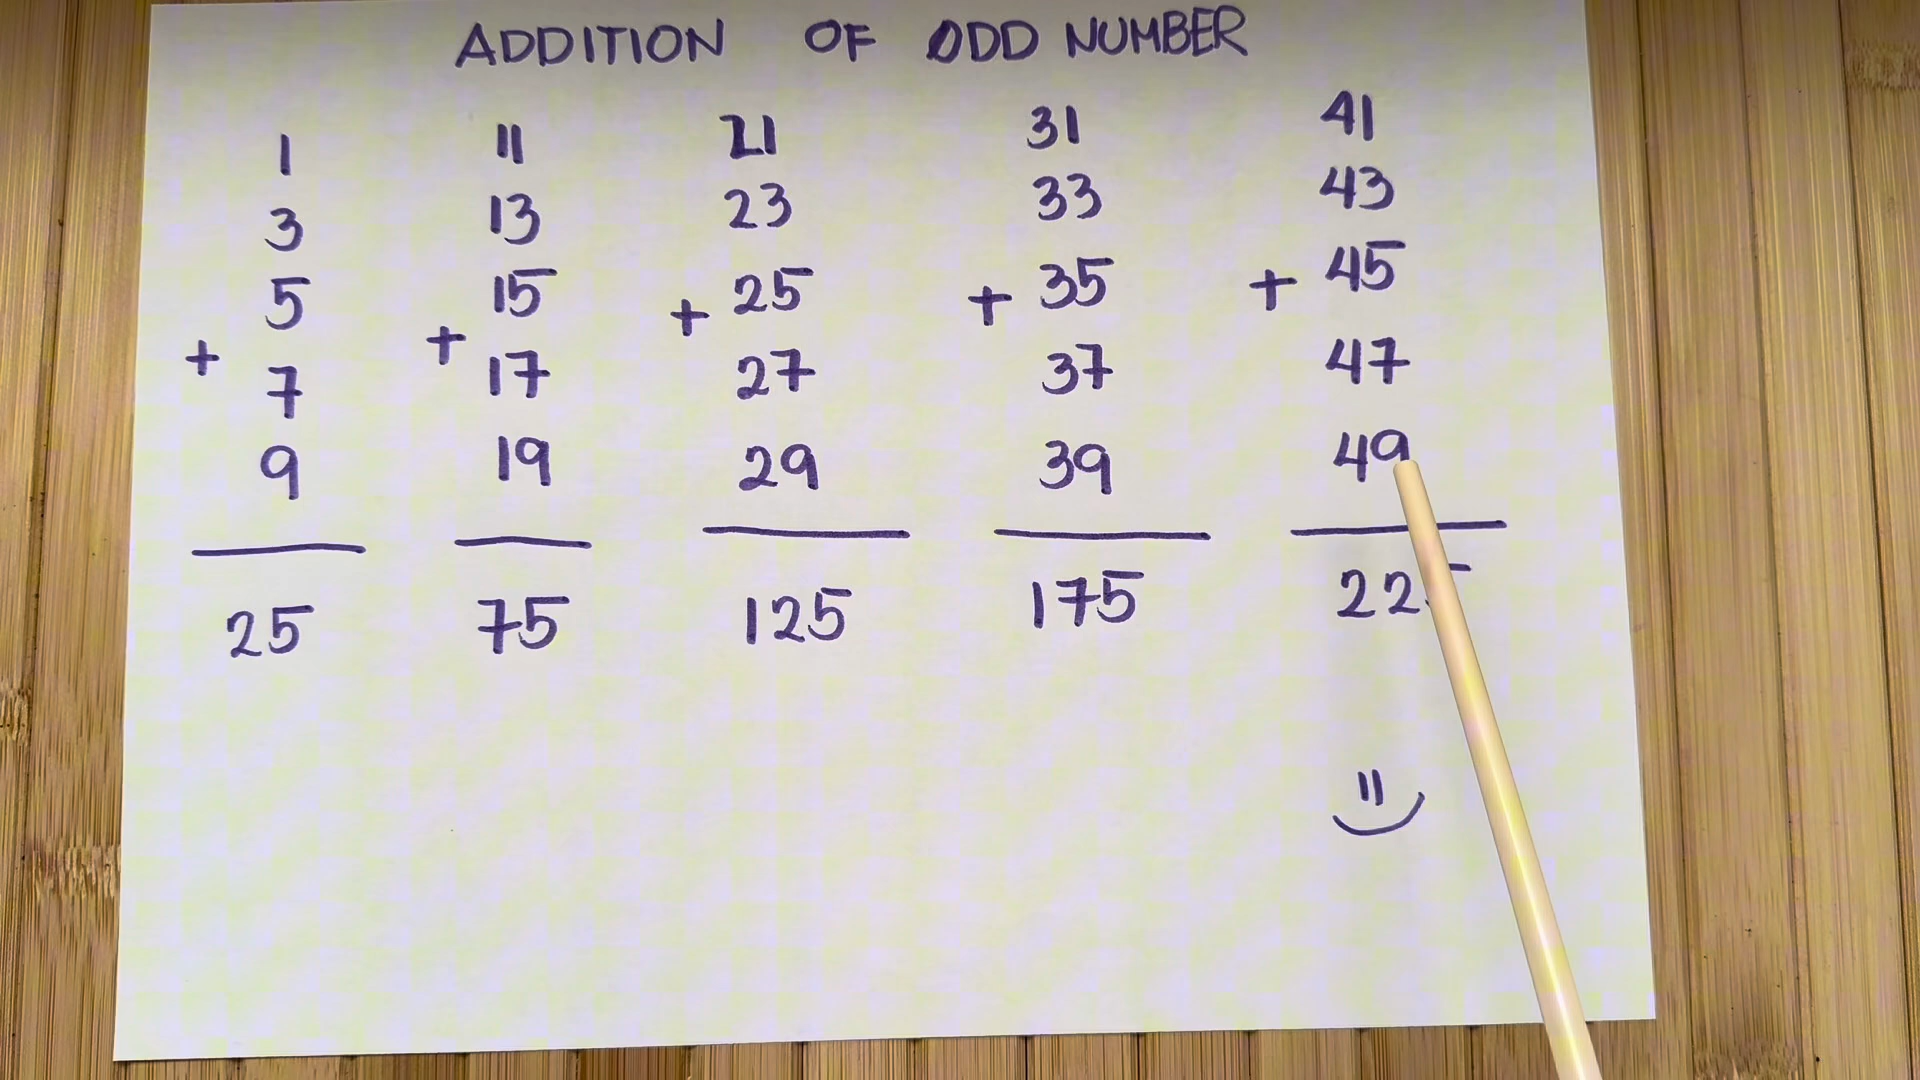 ADDITION OF ODD NUMBER
1 11 21 31 41
3 13 23 33 43
5 15 + 25 + 35 + 45
+ 7 + 17 27 37 47
9 19 29 39 49
25 75 125 175 225